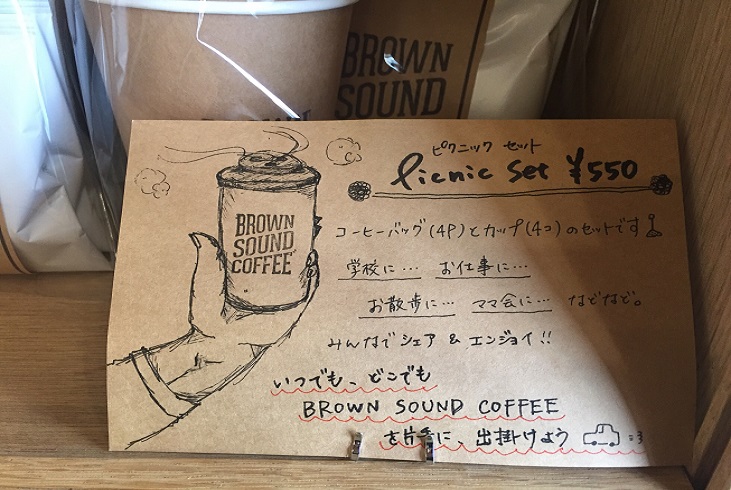 BROWN
SOUND
ピクニック セット
Picnic Set ¥550
コーヒーバッグ(4P)とカップ(4コ)のセットです
学校に… お仕事に…
お散歩に… ママ会に… などなど。
みんなでシェア & エンジョイ!!
いつでも、どこでも
BROWN SOUND COFFEE
を片手に、出掛けよう
BROWN
SOUND
COFFEE